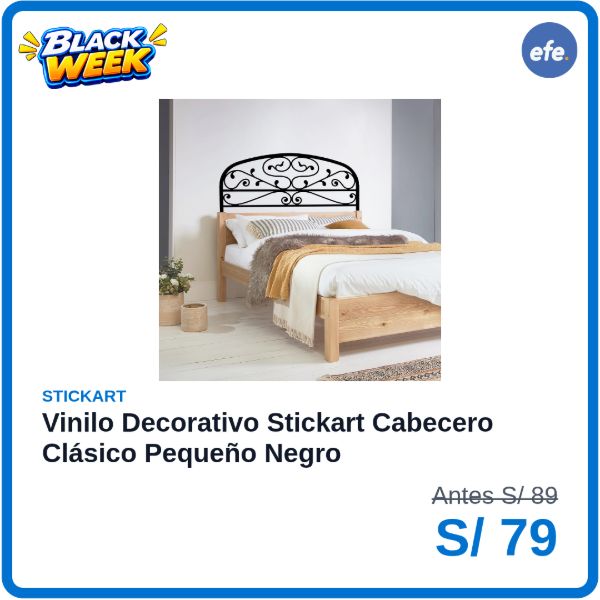 BLACK
WEEK
efe.
STICKART
Vinilo Decorativo Stickart Cabecero
Clásico Pequeño Negro
Antes S/ 89
S/ 79